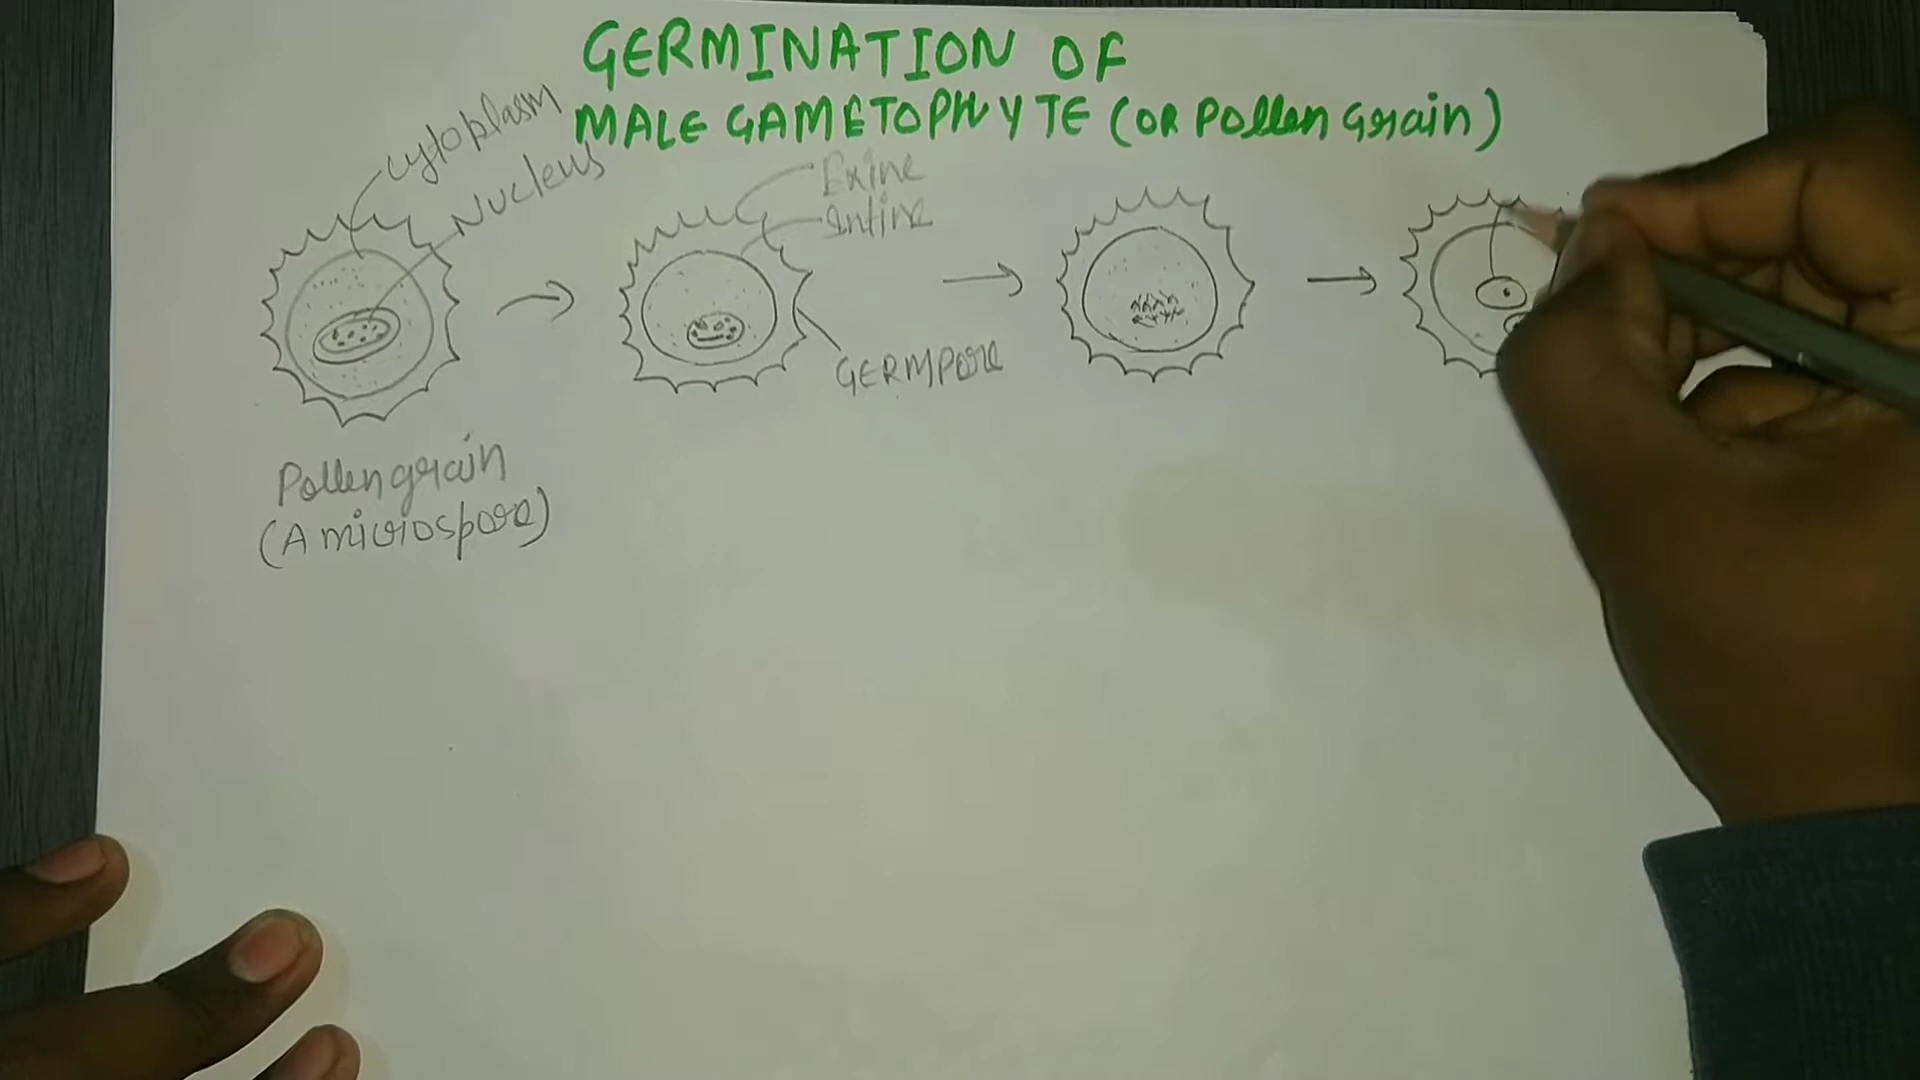 GERMINATION OF
MALE GAMETOPHYTE (OR Pollen Grain)
cytoplasm
Nucleus
Exine
Intine
GERMPORE
Pollen grain
(A microspore)